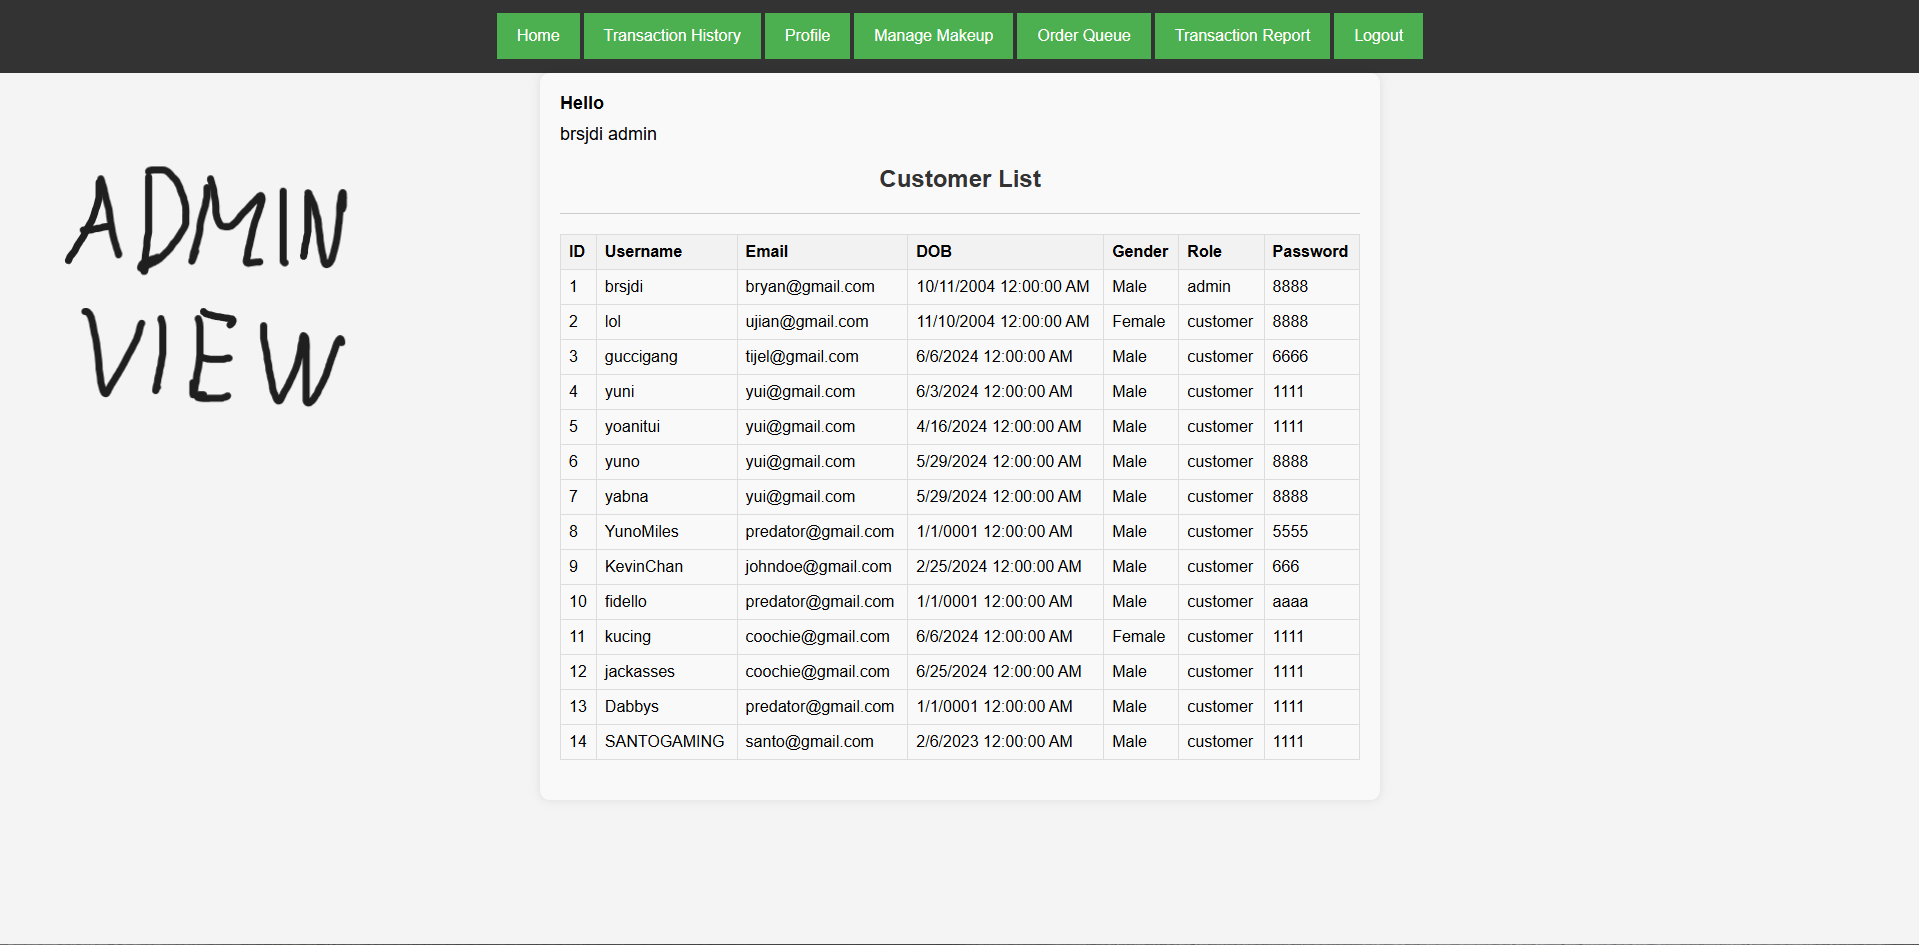 Home Transaction History Profile Manage Makeup Order Queue Transaction Report Logout
Hello
brsjdi admin
ADMIN
VIEW
Customer List
ID Username Email DOB Gender Role Password
1 brsjdi bryan@gmail.com 10/11/2004 12:00:00 AM Male admin 8888
2 lol ujian@gmail.com 11/10/2004 12:00:00 AM Female customer 8888
3 guccigang tijel@gmail.com 6/6/2024 12:00:00 AM Male customer 6666
4 yuni yui@gmail.com 6/3/2024 12:00:00 AM Male customer 1111
5 yoanitui yui@gmail.com 4/16/2024 12:00:00 AM Male customer 1111
6 yuno yui@gmail.com 5/29/2024 12:00:00 AM Male customer 8888
7 yabna yui@gmail.com 5/29/2024 12:00:00 AM Male customer 8888
8 YunoMiles predator@gmail.com 1/1/0001 12:00:00 AM Male customer 5555
9 KevinChan johndoe@gmail.com 2/25/2024 12:00:00 AM Male customer 666
10 fidello predator@gmail.com 1/1/0001 12:00:00 AM Male customer aaaa
11 kucing coochie@gmail.com 6/6/2024 12:00:00 AM Female customer 1111
12 jackasses coochie@gmail.com 6/25/2024 12:00:00 AM Male customer 1111
13 Dabbys predator@gmail.com 1/1/0001 12:00:00 AM Male customer 1111
14 SANTOGAMING santo@gmail.com 2/6/2023 12:00:00 AM Male customer 1111